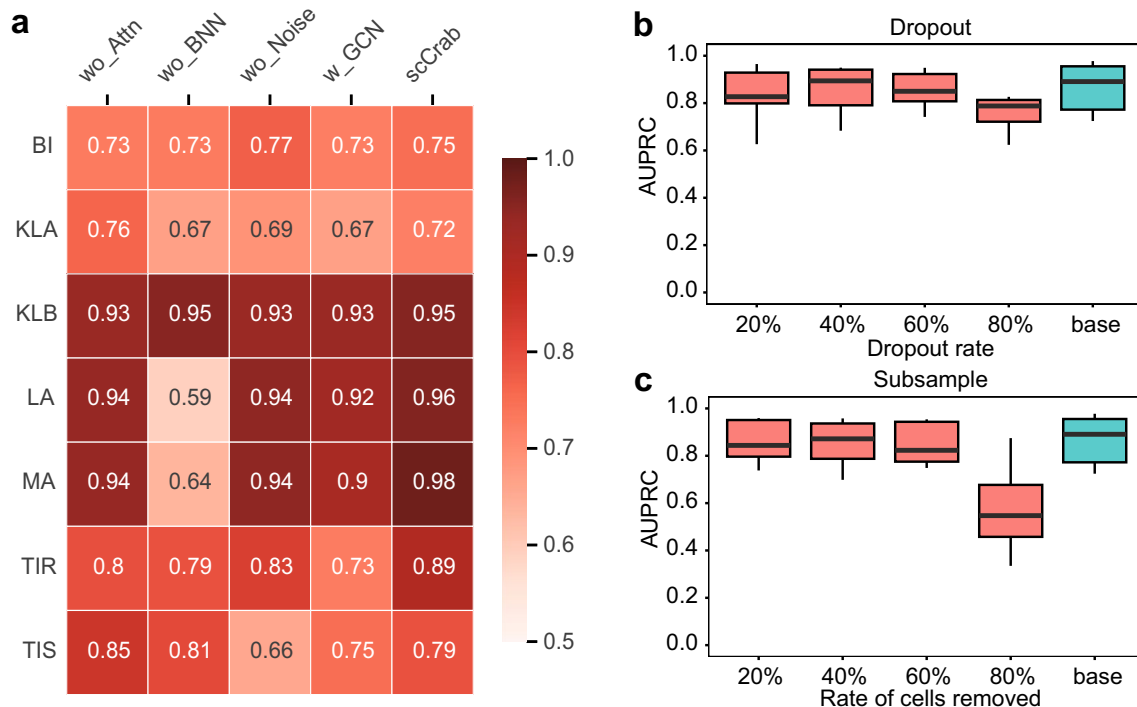 a
wo_Attn wo_BNN wo_Noise w_GCN scCrab
BI 0.73 0.73 0.77 0.73 0.75
KLA 0.76 0.67 0.69 0.67 0.72
KLB 0.93 0.95 0.93 0.93 0.95
LA 0.94 0.59 0.94 0.92 0.96
MA 0.94 0.64 0.94 0.9 0.98
TIR 0.8 0.79 0.83 0.73 0.89
TIS 0.85 0.81 0.66 0.75 0.79
1.0
0.9
0.8
0.7
0.6
0.5
b
Dropout
AUPRC
1.0
0.8
0.6
0.4
0.2
0.0
20% 40% 60% 80% base
Dropout rate
c
Subsample
AUPRC
1.0
0.8
0.6
0.4
0.2
0.0
20% 40% 60% 80% base
Rate of cells removed